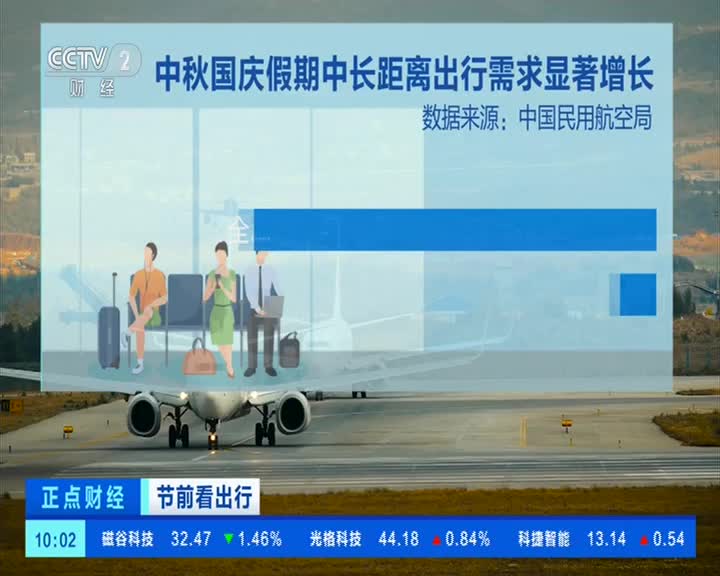 CCTV 2
财经
中秋国庆假期中长距离出行需求显著增长
数据来源：中国民用航空局
全
正点财经 节前看出行
10:02 磁谷科技 32.47 ▼1.46% 光格科技 44.18 ▲0.84% 科捷智能 13.14 ▲0.54